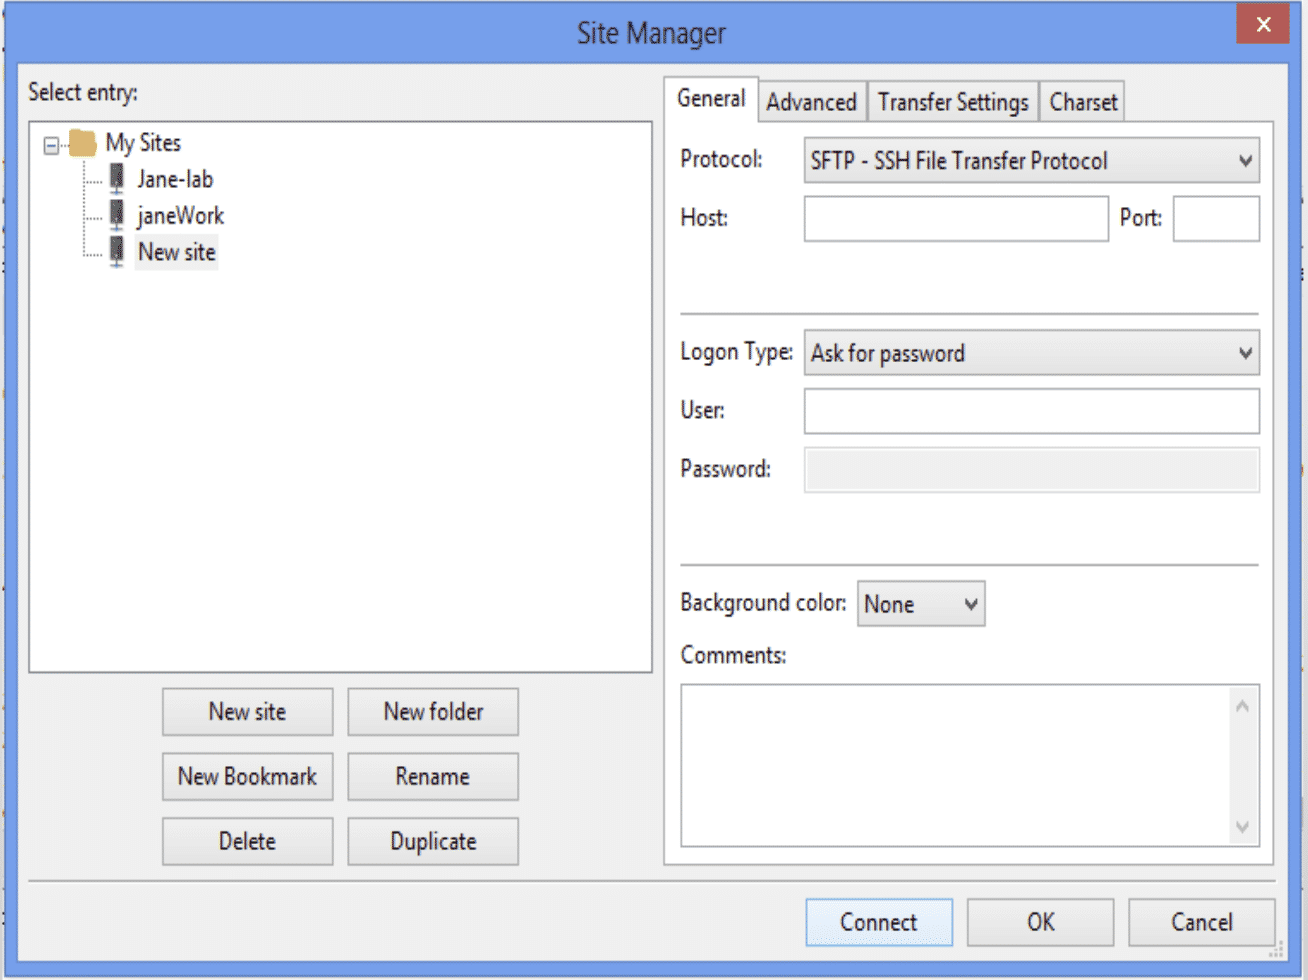 Site Manager
X
Select entry:
My Sites
Jane-lab
janeWork
New site
New site
New folder
New Bookmark
Rename
Delete
Duplicate
General
Advanced
Transfer Settings
Charset
Protocol:
SFTP - SSH File Transfer Protocol
Host:
Port:
Logon Type:
Ask for password
User:
Password:
Background color:
None
Comments:
Connect
OK
Cancel